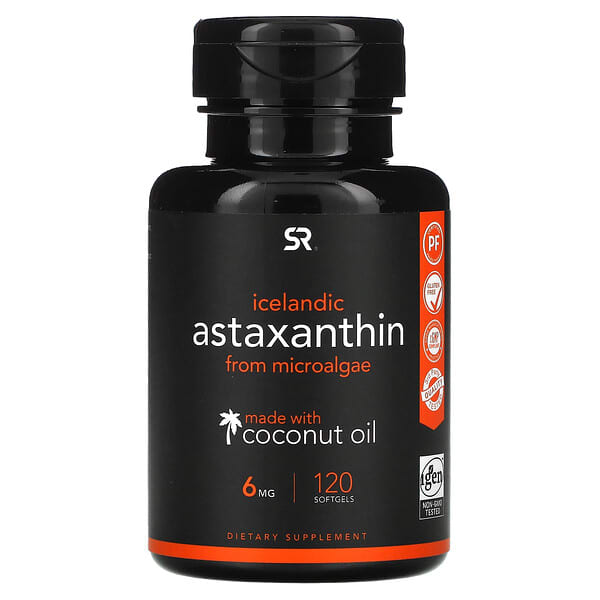 SR
icelandic
astaxanthin
from microalgae
made with
coconut oil
6 MG
120
SOFTGELS
DIETARY SUPPLEMENT
PF
GLUTEN
FREE
QUALITY
igen
NON-GMO
TESTED